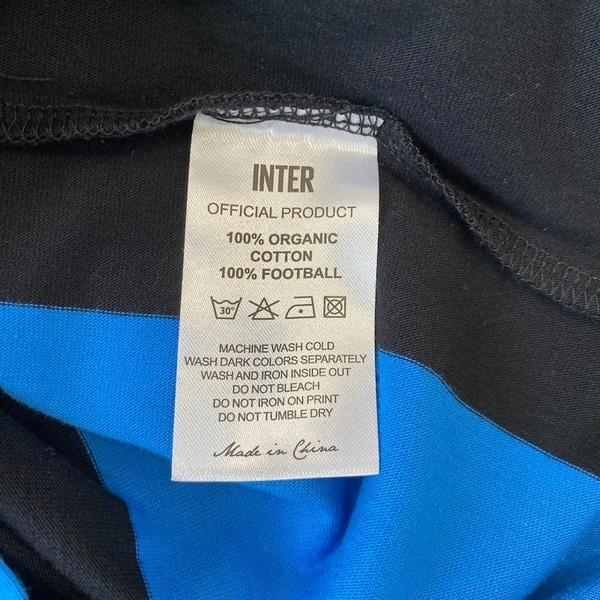 INTER
OFFICIAL PRODUCT
100% ORGANIC
COTTON
100% FOOTBALL
30°
MACHINE WASH COLD
WASH DARK COLORS SEPARATELY
WASH AND IRON INSIDE OUT
DO NOT BLEACH
DO NOT IRON ON PRINT
DO NOT TUMBLE DRY
Made in China